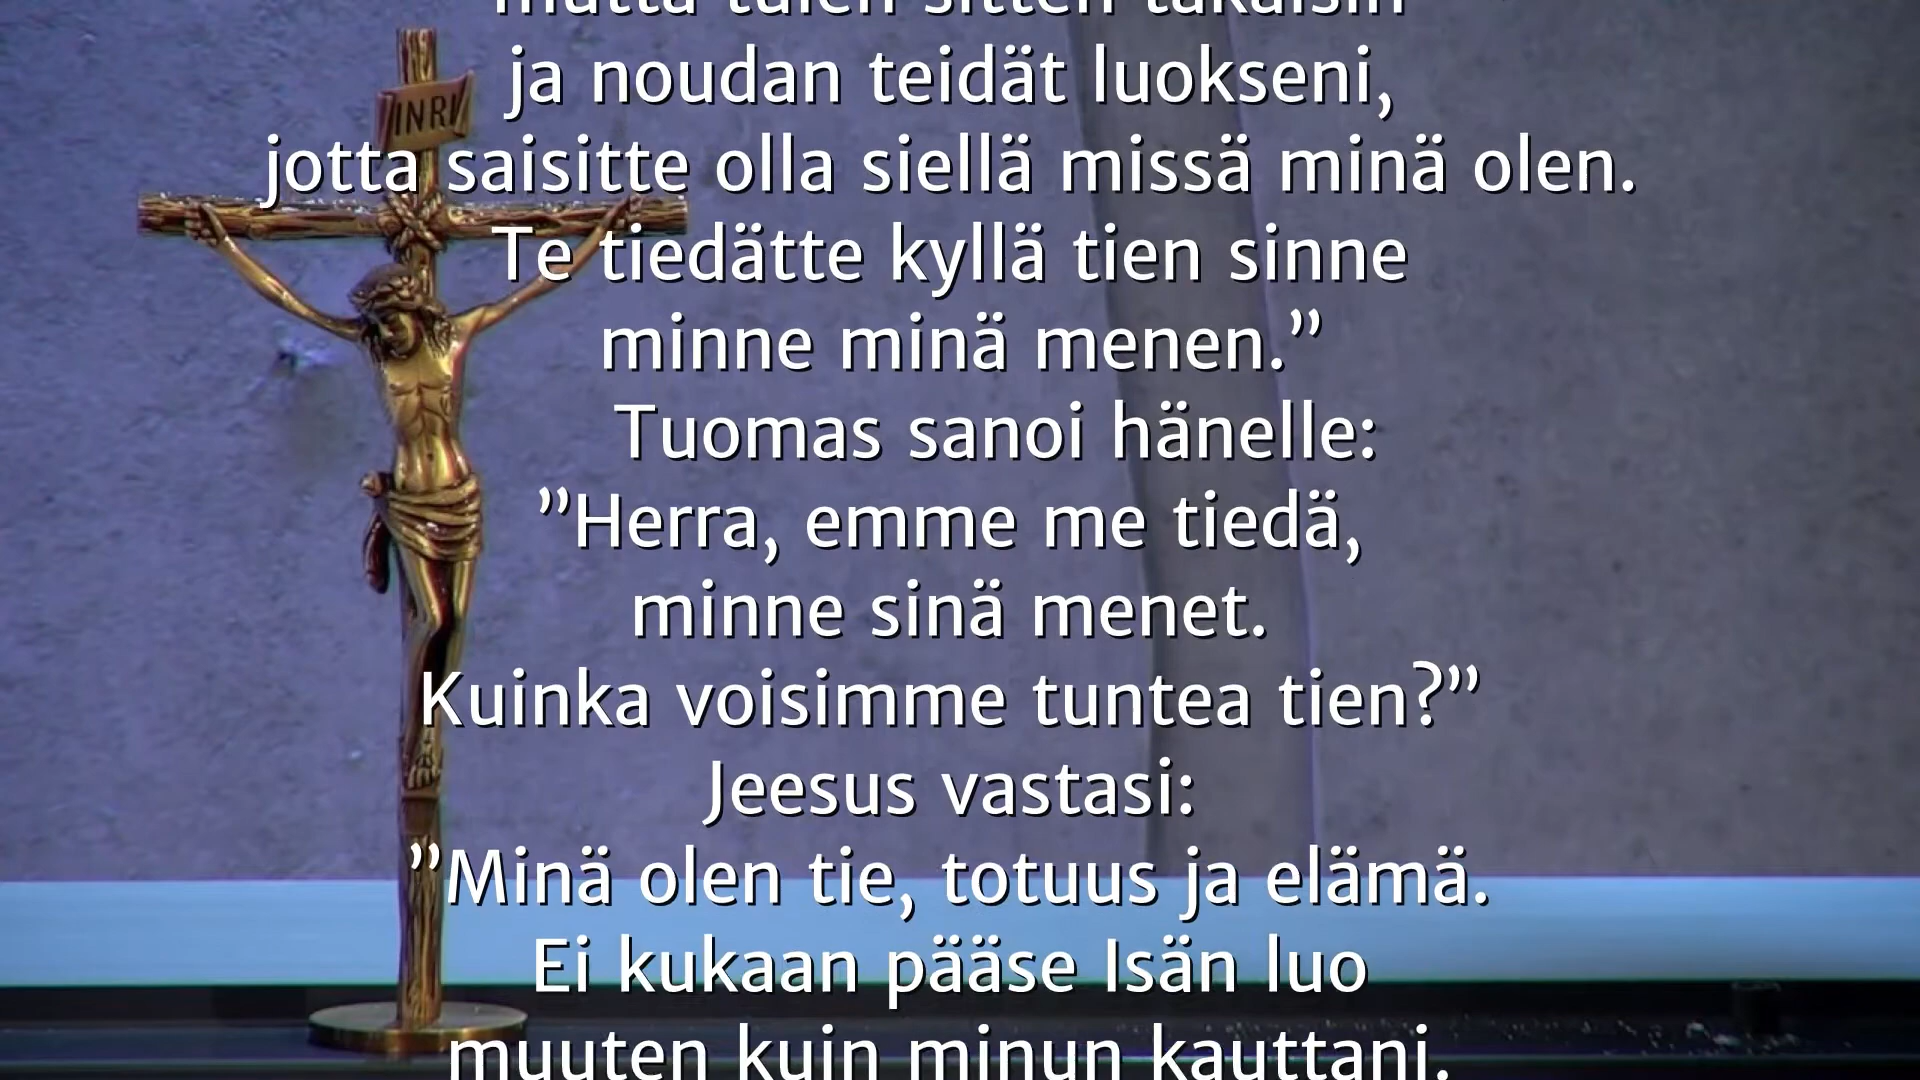 mutta tulen sitten takaisin
ja noudan teidät luokseni,
INRI
jotta saisitte olla siellä missä minä olen.
Te tiedätte kyllä tien sinne
minne minä menen.”
Tuomas sanoi hänelle:
”Herra, emme me tiedä,
minne sinä menet.
Kuinka voisimme tuntea tien?”
Jeesus vastasi:
”Minä olen tie, totuus ja elämä.
Ei kukaan pääse Isän luo
muuten kuin minun kauttani.